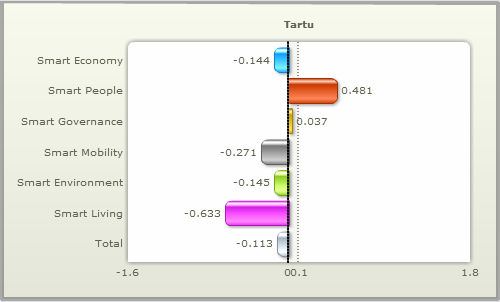 Tartu
Smart Economy -0.144
Smart People 0.481
Smart Governance 0.037
Smart Mobility -0.271
Smart Environment -0.145
Smart Living -0.633
Total -0.113
-1.6 00.1 1.8